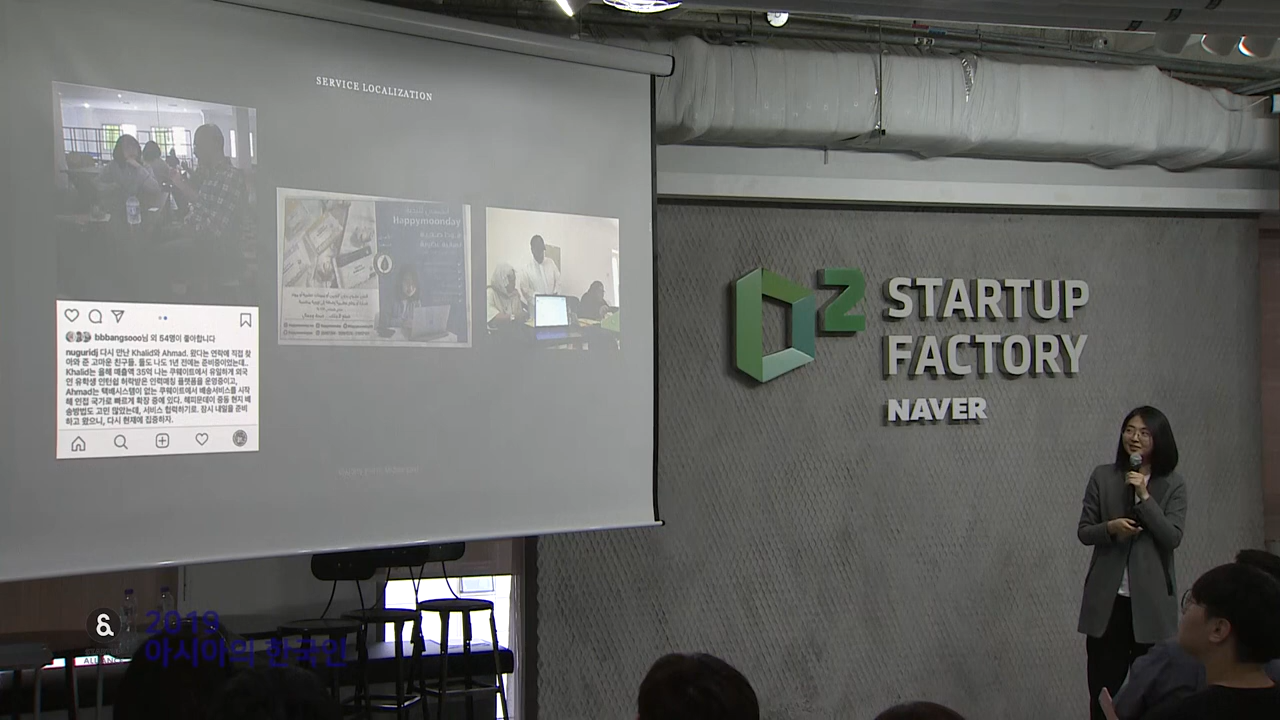 SERVICE LOCALIZATION
Happymoonday
bbbangsooo님 외 54명이 좋아합니다
nuguridj 다시 만난 Khalid와 Ahmad. 왔다는 연락에 직접 찾
아와 준 고마운 친구들. 둘도 나도 1년 전에는 준비중이었는데..
Khalid는 올해 매출액 35억 나는 쿠웨이트에서 유일하게 외국
인 유학생 인턴쉽 허락받은 인력매칭 플랫폼을 운영중이고,
Ahmad는 택배시스템이 없는 쿠웨이트에서 배송서비스를 시작
해 인접 국가로 빠르게 확장 중에 있다. 해피문데이 중동 현지 배
송방법도 고민 많았는데, 서비스 협력하기로. 잠시 내일을 준비
하고 왔으니, 다시 현재에 집중하자.
D2
STARTUP
FACTORY
NAVER
&
STARTUP
ALLIANCE
2019
아시아의 한국인